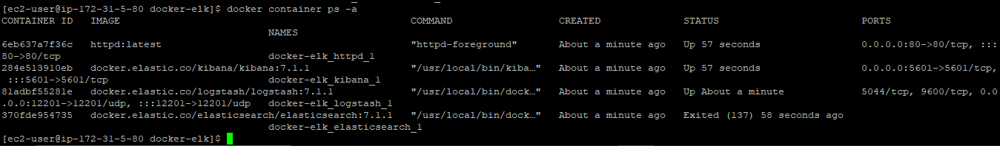 [ec2-user@ip-172-31-5-80 docker-elk]$ docker container ps -a
CONTAINER ID   IMAGE                                                 COMMAND                  CREATED              STATUS                        PORTS
                              NAMES
6eb637a7f36c   httpd:latest                                          "httpd-foreground"       About a minute ago   Up 57 seconds                 0.0.0.0:80->80/tcp, :::
80->80/tcp                    docker-elk_httpd_1
284e513910eb   docker.elastic.co/kibana/kibana:7.1.1                 "/usr/local/bin/kiba…"   About a minute ago   Up 57 seconds                 0.0.0.0:5601->5601/tcp,
 :::5601->5601/tcp            docker-elk_kibana_1
81adbf55281e   docker.elastic.co/logstash/logstash:7.1.1             "/usr/local/bin/dock…"   About a minute ago   Up About a minute             5044/tcp, 9600/tcp, 0.0
.0.0:12201->12201/udp, :::12201->12201/udp   docker-elk_logstash_1
370fde954735   docker.elastic.co/elasticsearch/elasticsearch:7.1.1   "/usr/local/bin/dock…"   About a minute ago   Exited (137) 58 seconds ago
                              docker-elk_elasticsearch_1
[ec2-user@ip-172-31-5-80 docker-elk]$